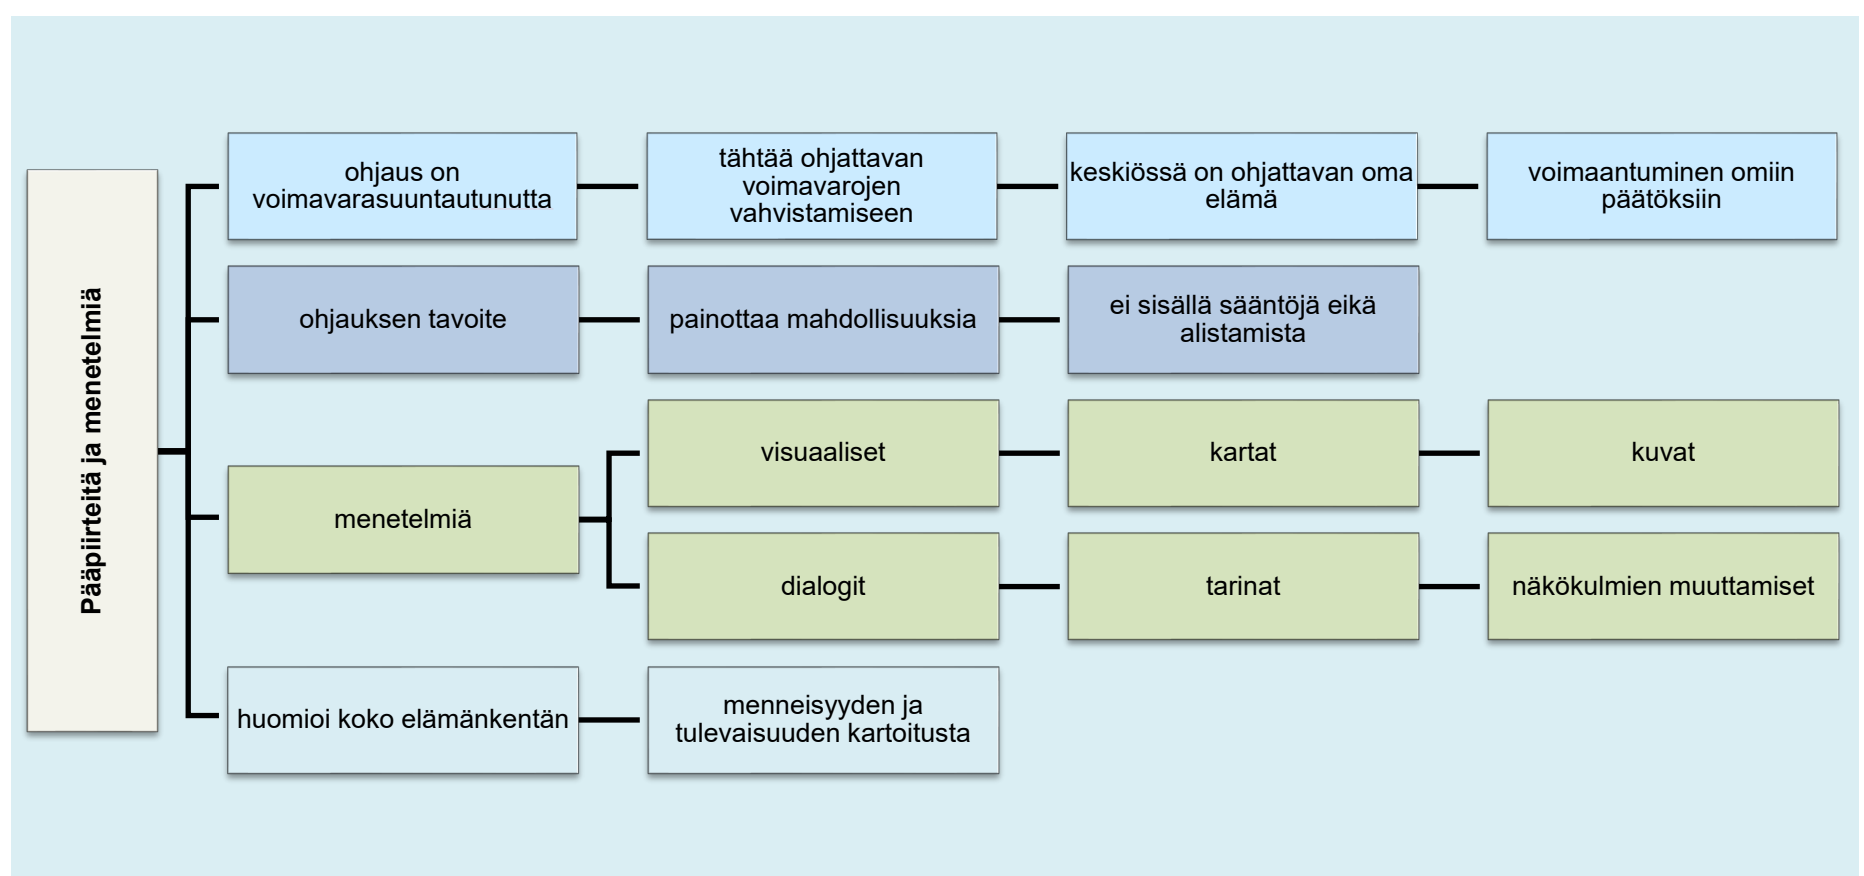 Pääpiirteitä ja menetelmiä
ohjaus on
voimavarasuuntautunutta
tähtää ohjattavan
voimavarojen
vahvistamiseen
keskiössä on ohjattavan oma
elämä
voimaantuminen omiin
päätöksiin
ohjauksen tavoite
painottaa mahdollisuuksia
ei sisällä sääntöjä eikä
alistamista
menetelmiä
visuaaliset
kartat
kuvat
dialogit
tarinat
näkökulmien muuttamiset
huomioi koko elämänkentän
menneisyyden ja
tulevaisuuden kartoitusta